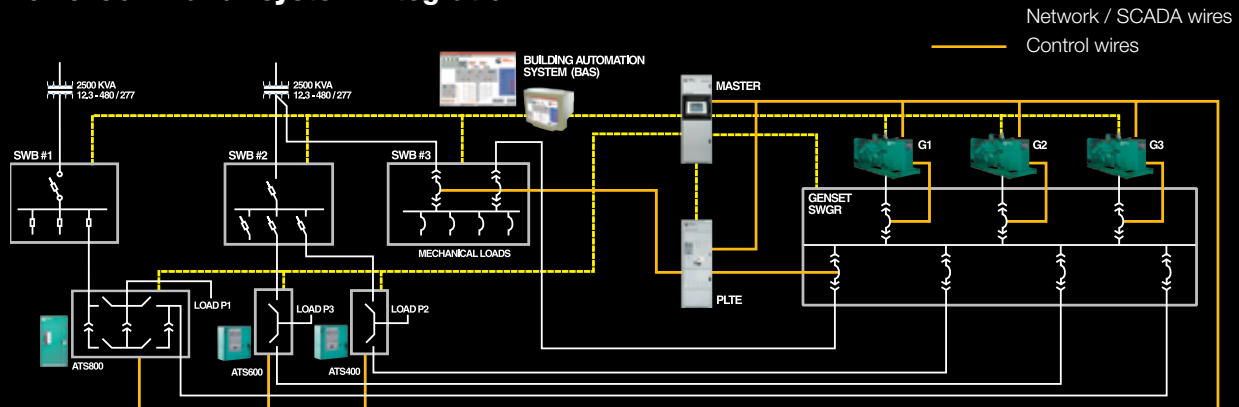 Network / SCADA wires
Control wires
BUILDING AUTOMATION
SYSTEM (BAS)
MASTER
2500 KVA
12.3 - 480 / 277
2500 KVA
12.3 - 480 / 277
SWB #1
SWB #2
SWB #3
G1
G2
G3
GENSET
SWGR
MECHANICAL LOADS
PLTE
LOAD P1
LOAD P3
LOAD P2
ATS800
ATS600
ATS400